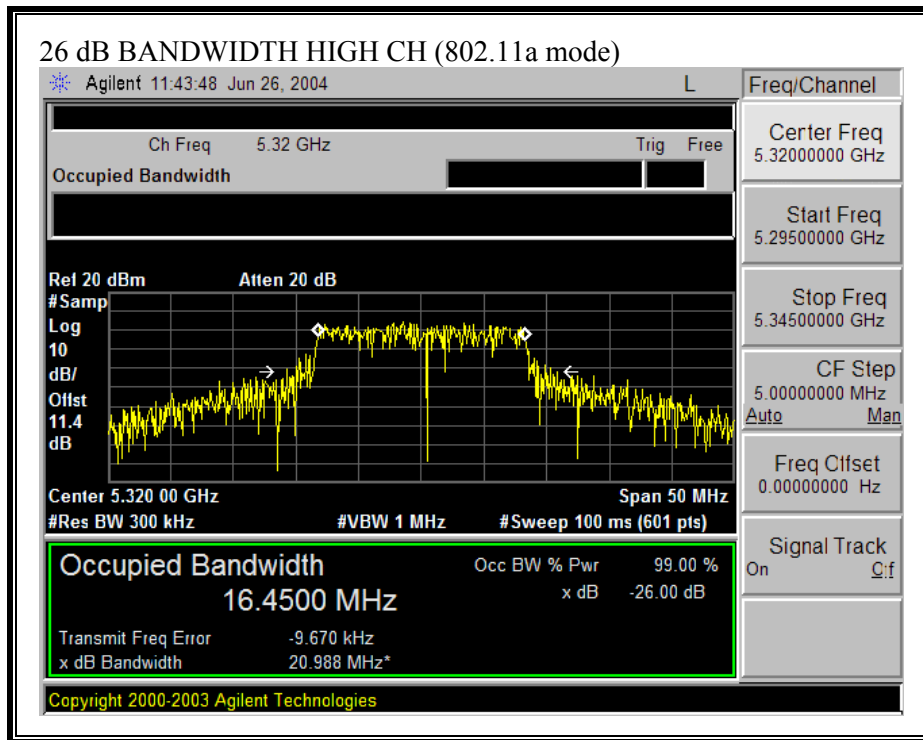 26 dB BANDWIDTH HIGH CH (802.11a mode)
Agilent 11:43:48 Jun 26, 2004 L
Freq/Channel
Ch Freq 5.32 GHz Trig Free
Occupied Bandwidth
Center Freq
5.32000000 GHz
Start Freq
5.29500000 GHz
Stop Freq
5.34500000 GHz
CF Step
5.00000000 MHz
Auto Man
Freq Offset
0.00000000 Hz
Signal Track
On Off
Ref 20 dBm Atten 20 dB
#Samp
Log
10
dB/
Offst
11.4
dB
Center 5.320 00 GHz Span 50 MHz
#Res BW 300 kHz #VBW 1 MHz #Sweep 100 ms (601 pts)
Occupied Bandwidth
16.4500 MHz
Occ BW % Pwr 99.00 %
x dB -26.00 dB
Transmit Freq Error -9.670 kHz
x dB Bandwidth 20.988 MHz*
Copyright 2000-2003 Agilent Technologies